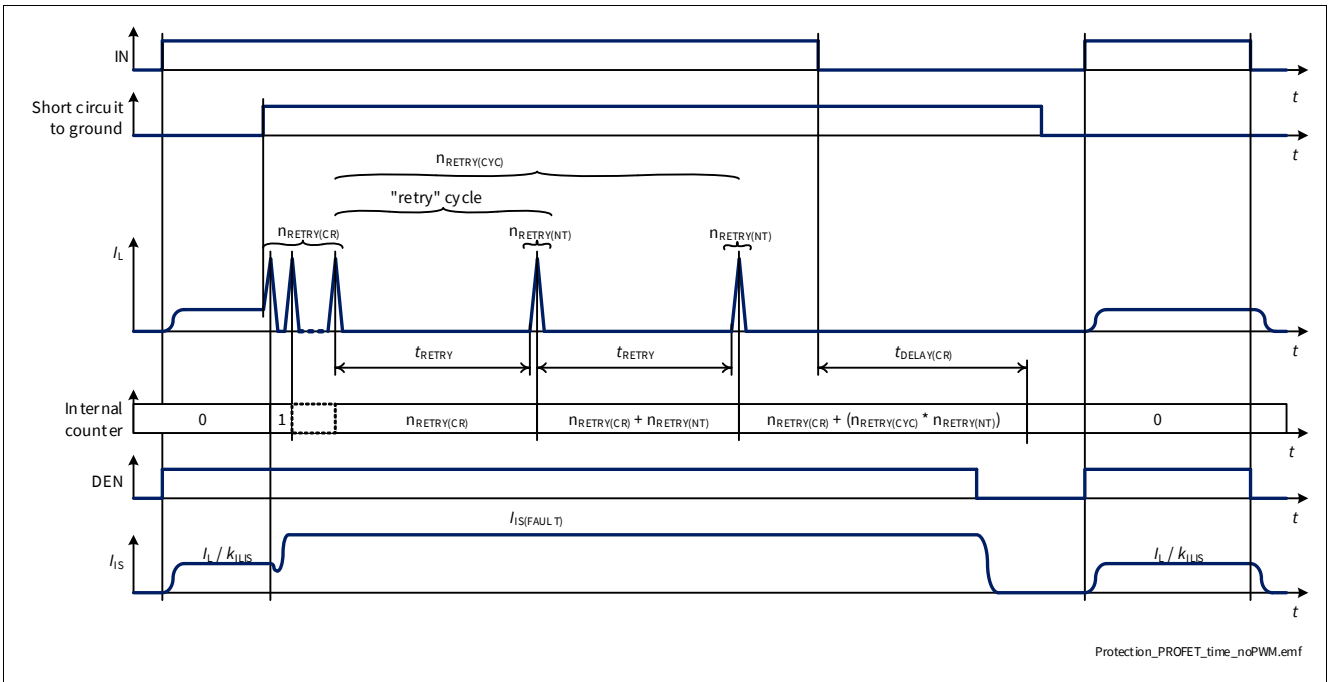 IN
t
Short circuit
to ground
t
nRETRY(CYC)
"retry" cycle
nRETRY(CR)
nRETRY(NT)
nRETRY(NT)
IL
tRETRY
tRETRY
tDELAY(CR)
t
Internal
counter
0
1
nRETRY(CR)
nRETRY(CR) + nRETRY(NT)
nRETRY(CR) + (nRETRY(CYC) * nRETRY(NT))
0
t
DEN
t
IIS(FAULT)
IL / kILIS
IL / kILIS
IIS
t
Protection_PROFET_time_noPWM.emf